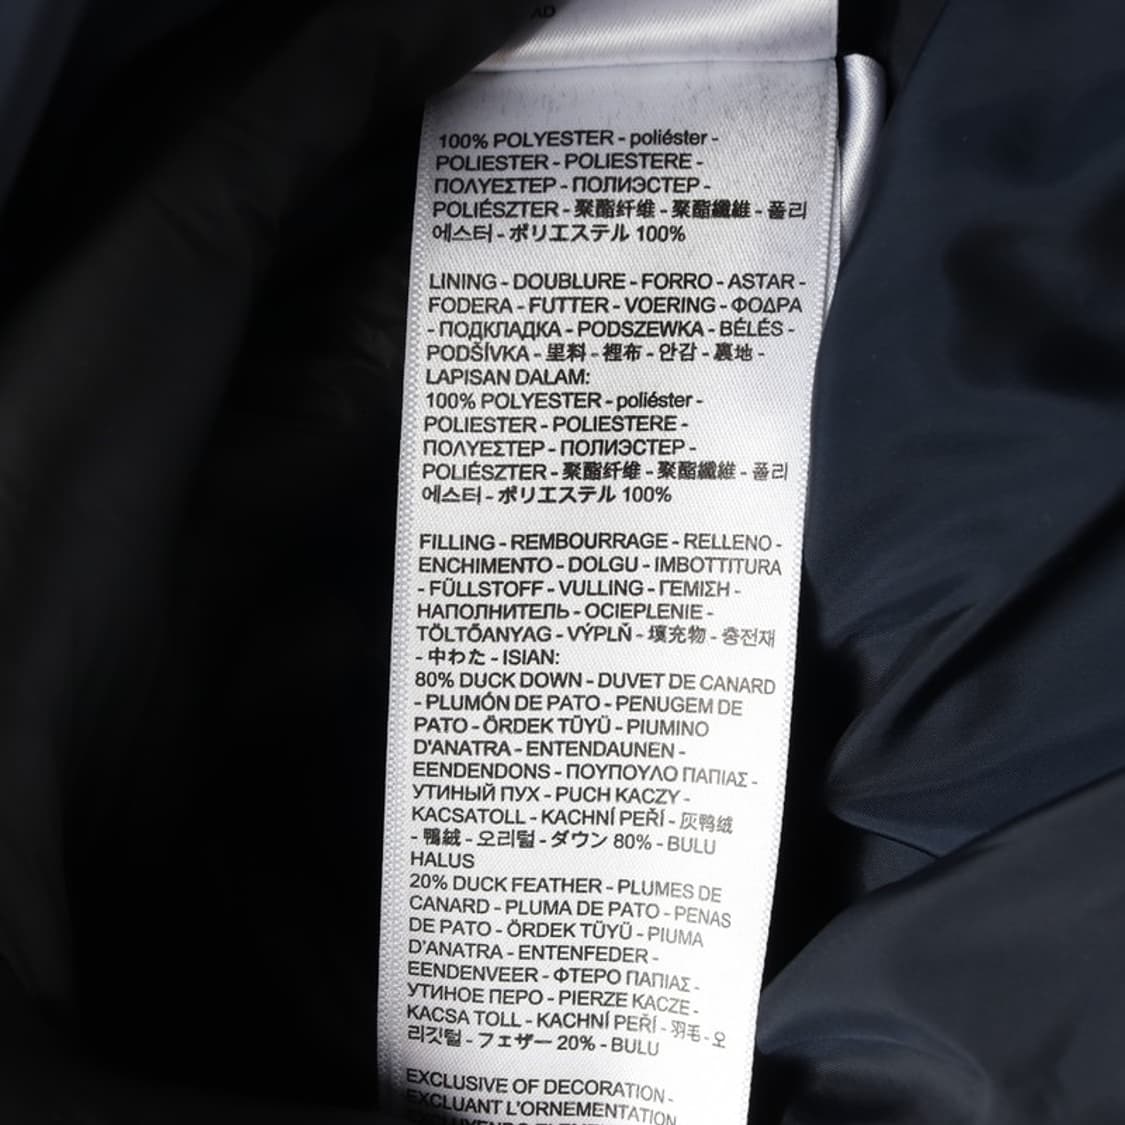 AD
100% POLYESTER - poliéster -
POLIESTER - POLIESTERE -
ΠΟΛΥΕΣΤΕΡ - ПОЛИЭСТЕР -
POLIÉSZTER - 聚酯纤维 - 聚酯纖維 - 폴리
에스터 - ポリエステル 100%
LINING - DOUBLURE - FORRO - ASTAR -
FODERA - FUTTER - VOERING - ΦΟΔΡΑ
- ПОДКЛАДКА - PODSZEWKA - BÉLÉS -
PODŠÍVKA - 里料 - 裡布 - 안감 - 裏地 -
LAPISAN DALAM:
100% POLYESTER - poliéster -
POLIESTER - POLIESTERE -
ΠΟΛΥΕΣΤΕΡ - ПОЛИЭСТЕР -
POLIÉSZTER - 聚酯纤维 - 聚酯纖維 - 폴리
에스터 - ポリエステル 100%
FILLING - REMBOURRAGE - RELLENO -
ENCHIMENTO - DOLGU - IMBOTTITURA
- FÜLLSTOFF - VULLING - ΓΕΜΙΣΗ -
НАПОЛНИТЕЛЬ - OCIEPLENIE -
TÖLTŐANYAG - VÝPLŇ - 填充物 - 충전재
- 中わた - ISIAN:
80% DUCK DOWN - DUVET DE CANARD
- PLUMÓN DE PATO - PENUGEM DE
PATO - ÖRDEK TÜYÜ - PIUMINO
D'ANATRA - ENTENDAUNEN -
EENDENDONS - ΠΟΥΠΟΥΛΟ ΠΑΠΙΑΣ -
УТИНЫЙ ПУХ - PUCH KACZY -
KACSATOLL - KACHNÍ PEŘÍ - 灰鸭绒
- 鴨絨 - 오리털 - ダウン 80% - BULU
HALUS
20% DUCK FEATHER - PLUMES DE
CANARD - PLUMA DE PATO - PENAS
DE PATO - ÖRDEK TÜYÜ - PIUMA
D'ANATRA - ENTENFEDER -
EENDENVEER - ΦΤΕΡΟ ΠΑΠΙΑΣ -
УТИНОЕ ПЕРО - PIERZE KACZE -
KACSA TOLL - KACHNÍ PEŘÍ - 羽毛 - 오
리깃털 - フェザー 20% - BULU
EXCLUSIVE OF DECORATION -
EXCLUANT L'ORNEMENTATION